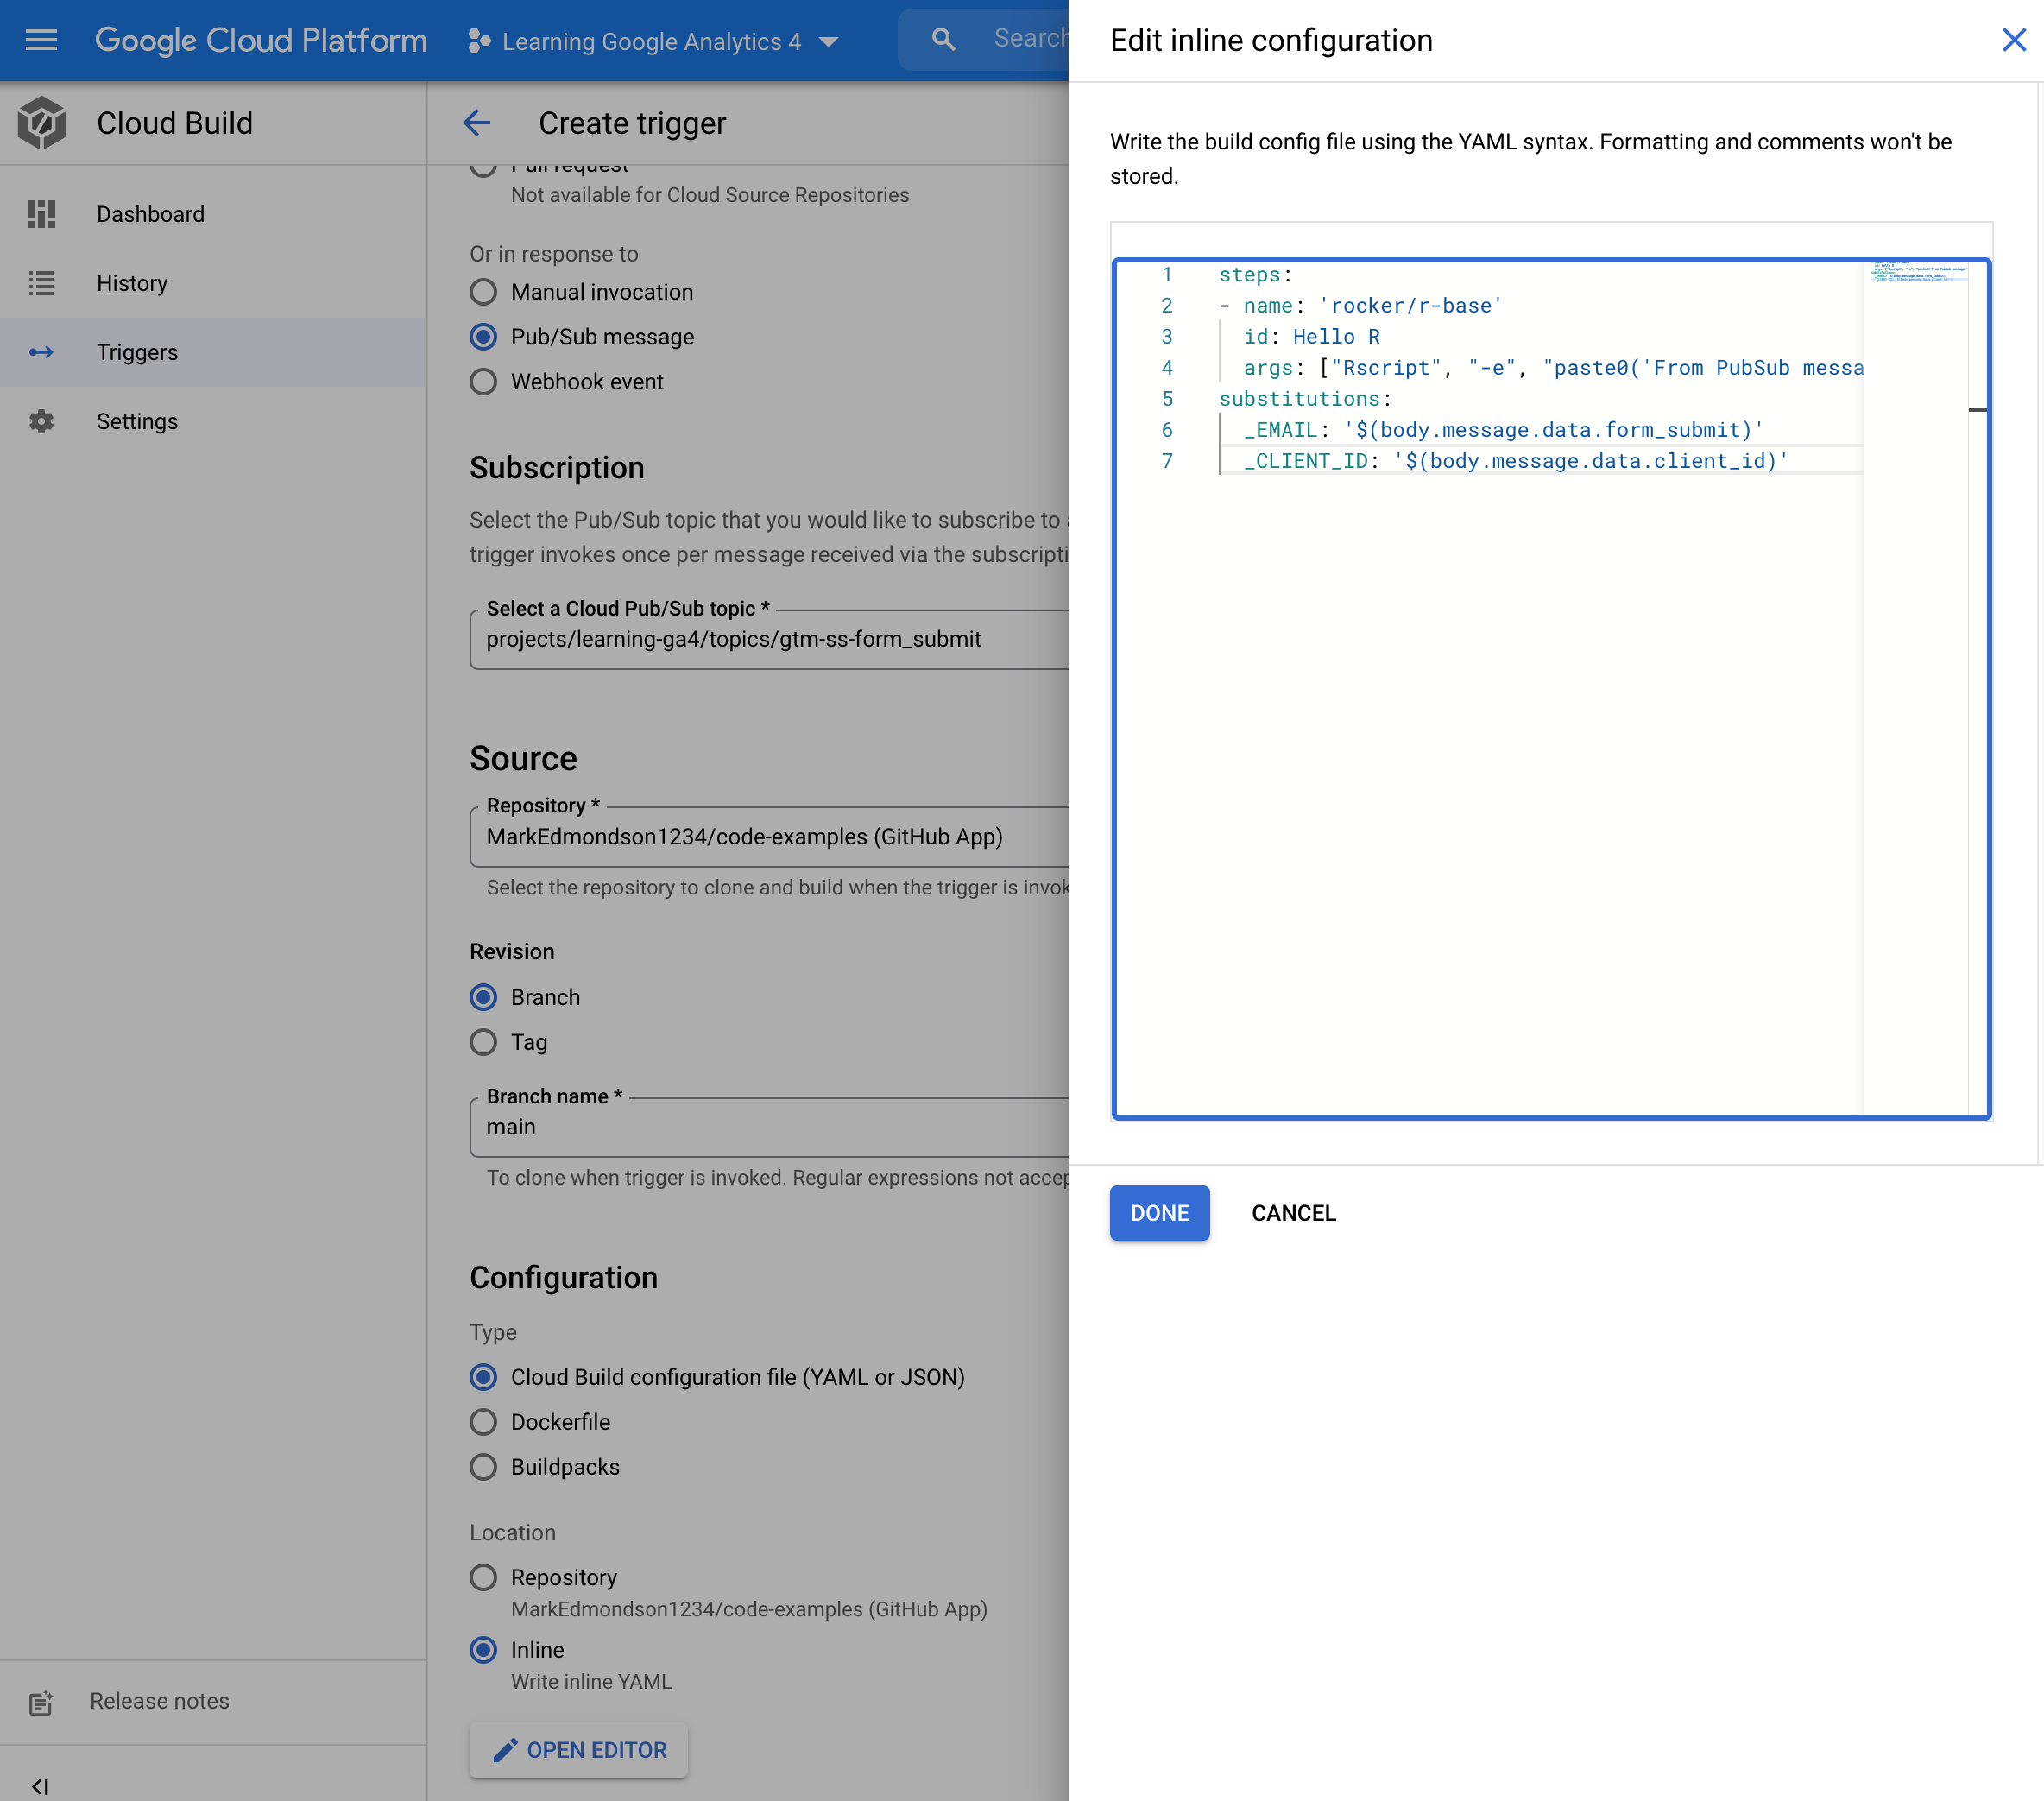 Google Cloud Platform
Learning Google Analytics 4
Search
Cloud Build
Dashboard
History
Triggers
Settings
Release notes
Create trigger
Pull request
Not available for Cloud Source Repositories
Or in response to
Manual invocation
Pub/Sub message
Webhook event
Subscription
Select the Pub/Sub topic that you would like to subscribe to
trigger invokes once per message received via the subscripti
Select a Cloud Pub/Sub topic *
projects/learning-ga4/topics/gtm-ss-form_submit
Source
Repository *
MarkEdmondson1234/code-examples (GitHub App)
Select the repository to clone and build when the trigger is invok
Revision
Branch
Tag
Branch name *
main
To clone when trigger is invoked. Regular expressions not accep
Configuration
Type
Cloud Build configuration file (YAML or JSON)
Dockerfile
Buildpacks
Location
Repository
MarkEdmondson1234/code-examples (GitHub App)
Inline
Write inline YAML
OPEN EDITOR
Edit inline configuration
Write the build config file using the YAML syntax. Formatting and comments won't be
stored.
1 steps:
2 - name: 'rocker/r-base'
3 id: Hello R
4 args: ["Rscript", "-e", "paste0('From PubSub messa
5 substitutions:
6 _EMAIL: '$(body.message.data.form_submit)'
7 _CLIENT_ID: '$(body.message.data.client_id)'
DONE
CANCEL